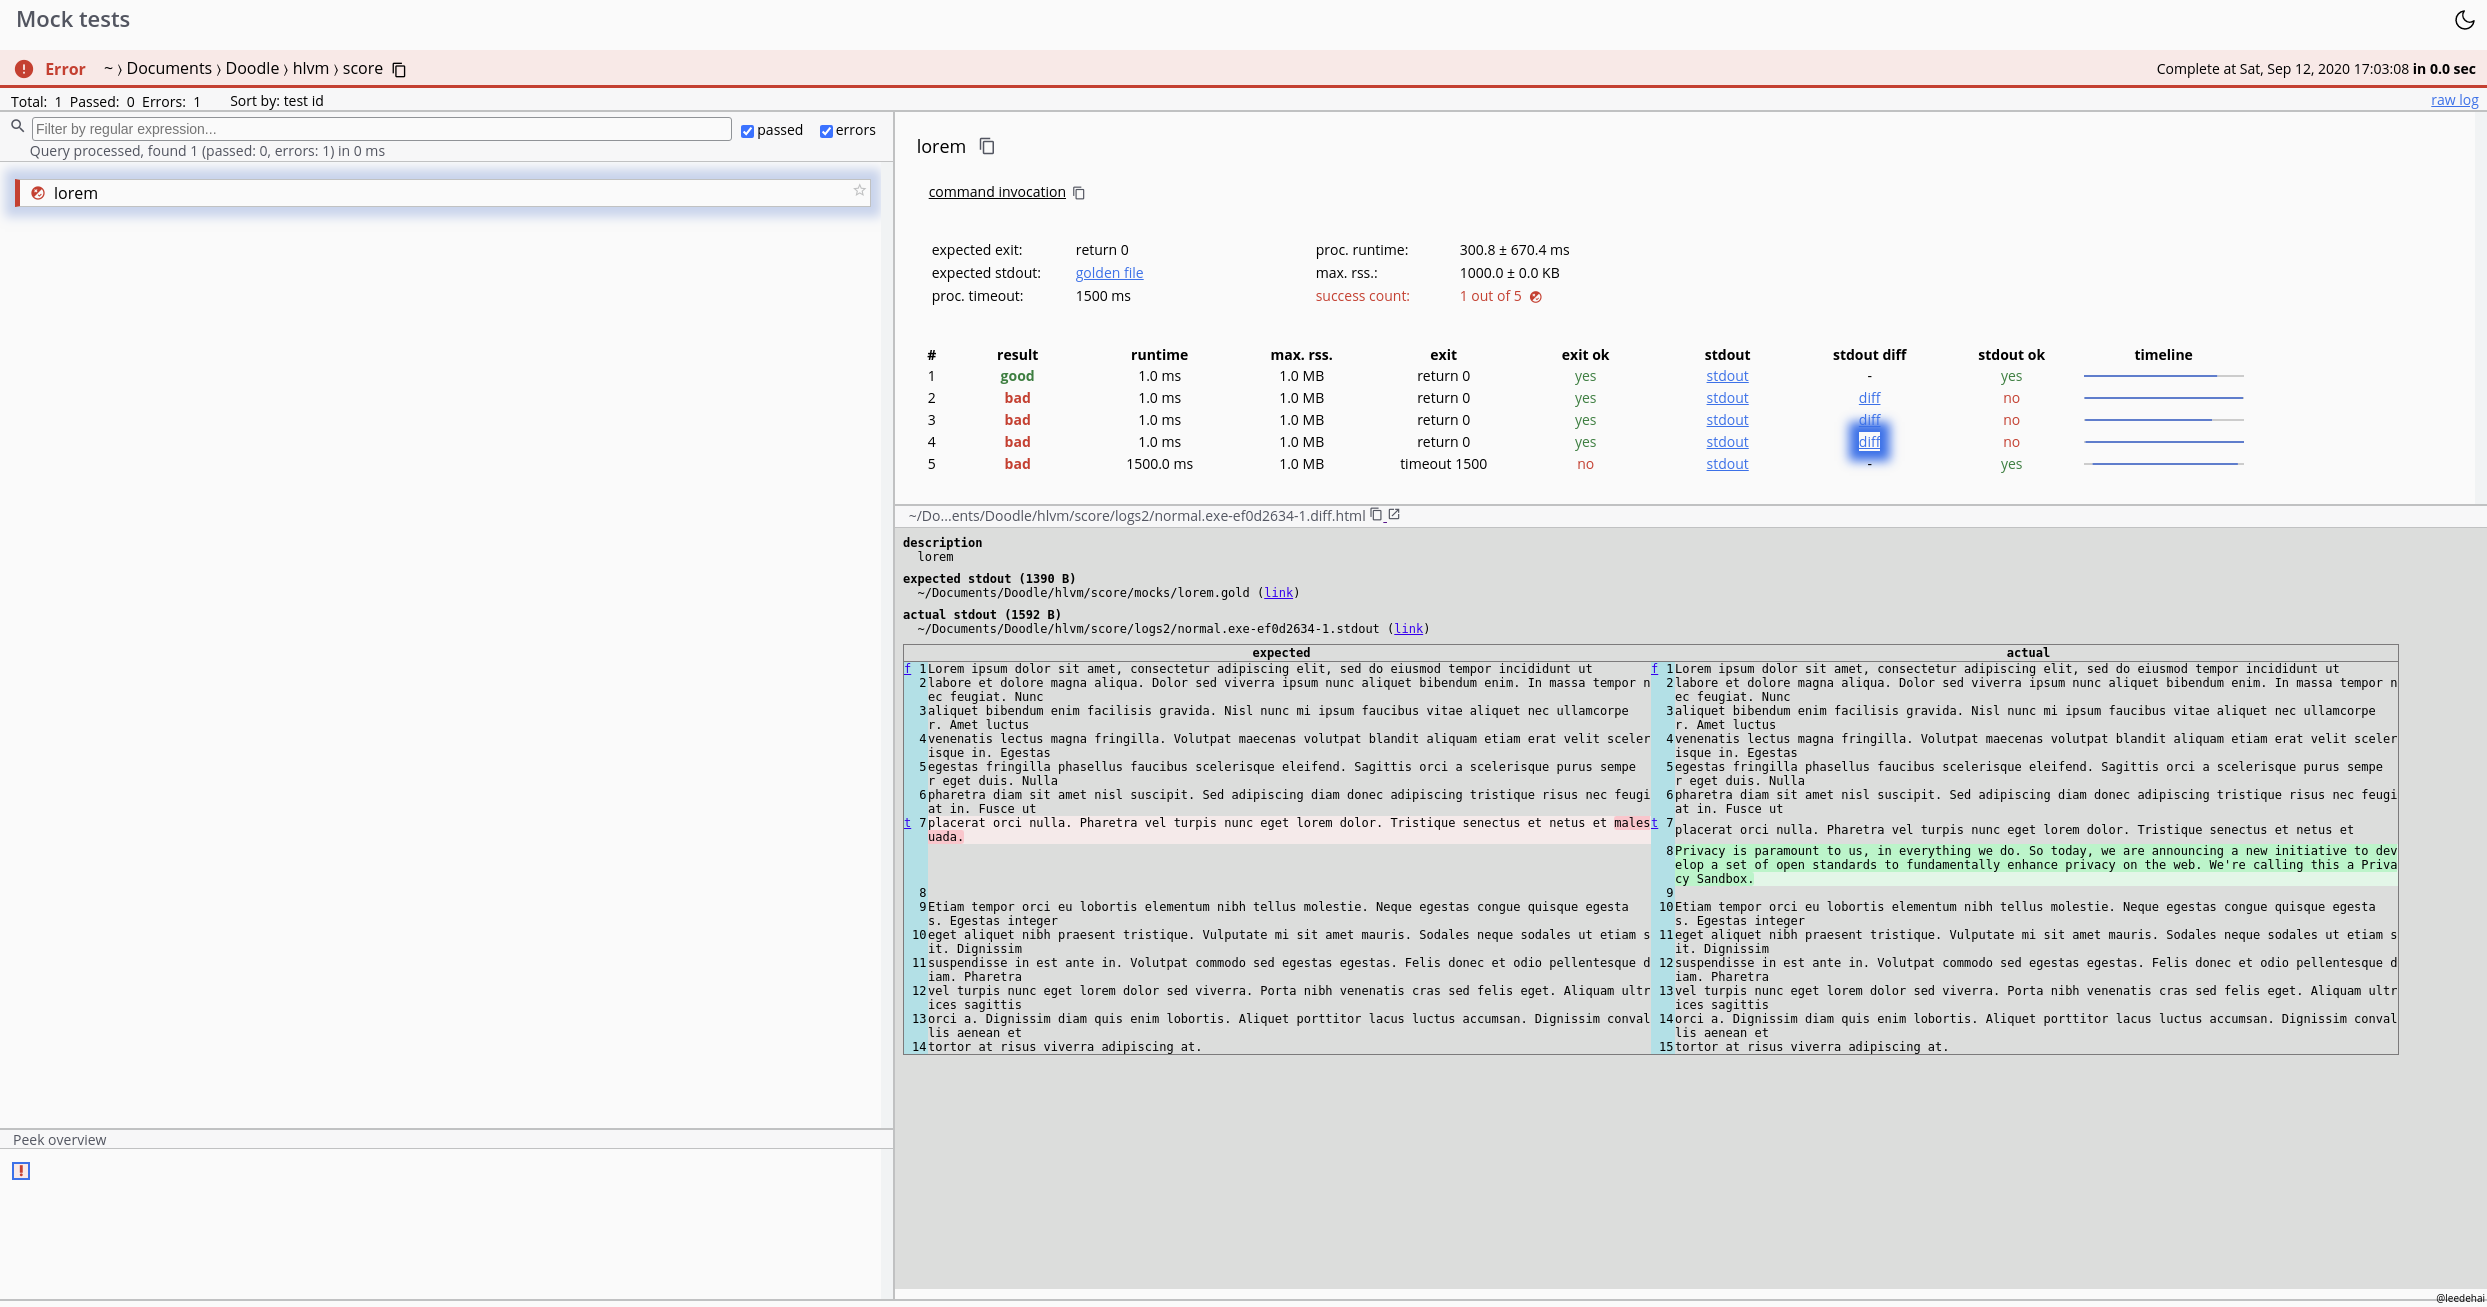 Mock tests
Error ~ › Documents › Doodle › hlvm › score
Complete at Sat, Sep 12, 2020 17:03:08 in 0.0 sec
Total: 1 Passed: 0 Errors: 1 Sort by: test id
raw log
Filter by regular expression...
passed errors
Query processed, found 1 (passed: 0, errors: 1) in 0 ms
lorem
Peek overview
lorem
command invocation
expected exit: return 0 proc. runtime: 300.8 ± 670.4 ms
expected stdout: golden file max. rss.: 1000.0 ± 0.0 KB
proc. timeout: 1500 ms success count: 1 out of 5
# result runtime max. rss. exit exit ok stdout stdout diff stdout ok timeline
1 good 1.0 ms 1.0 MB return 0 yes stdout - yes
2 bad 1.0 ms 1.0 MB return 0 yes stdout diff no
3 bad 1.0 ms 1.0 MB return 0 yes stdout diff no
4 bad 1.0 ms 1.0 MB return 0 yes stdout diff no
5 bad 1500.0 ms 1.0 MB timeout 1500 no stdout - yes
~/Do...ents/Doodle/hlvm/score/logs2/normal.exe-ef0d2634-1.diff.html
description
lorem
expected stdout (1390 B)
~/Documents/Doodle/hlvm/score/mocks/lorem.gold (link)
actual stdout (1592 B)
~/Documents/Doodle/hlvm/score/logs2/normal.exe-ef0d2634-1.stdout (link)
expected
f 1 Lorem ipsum dolor sit amet, consectetur adipiscing elit, sed do eiusmod tempor incididunt ut
2 labore et dolore magna aliqua. Dolor sed viverra ipsum nunc aliquet bibendum enim. In massa tempor n
ec feugiat. Nunc
3 aliquet bibendum enim facilisis gravida. Nisl nunc mi ipsum faucibus vitae aliquet nec ullamcorpe
r. Amet luctus
4 venenatis lectus magna fringilla. Volutpat maecenas volutpat blandit aliquam etiam erat velit sceler
isque in. Egestas
5 egestas fringilla phasellus faucibus scelerisque eleifend. Sagittis orci a scelerisque purus sempe
r eget duis. Nulla
6 pharetra diam sit amet nisl suscipit. Sed adipiscing diam donec adipiscing tristique risus nec feugi
at in. Fusce ut
t 7 placerat orci nulla. Pharetra vel turpis nunc eget lorem dolor. Tristique senectus et netus et males
uada.
8
9 Etiam tempor orci eu lobortis elementum nibh tellus molestie. Neque egestas congue quisque egesta
s. Egestas integer
10 eget aliquet nibh praesent tristique. Vulputate mi sit amet mauris. Sodales neque sodales ut etiam s
it. Dignissim
11 suspendisse in est ante in. Volutpat commodo sed egestas egestas. Felis donec et odio pellentesque d
iam. Pharetra
12 vel turpis nunc eget lorem dolor sed viverra. Porta nibh venenatis cras sed felis eget. Aliquam ultr
ices sagittis
13 orci a. Dignissim diam quis enim lobortis. Aliquet porttitor lacus luctus accumsan. Dignissim conval
lis aenean et
14 tortor at risus viverra adipiscing at.
actual
f 1 Lorem ipsum dolor sit amet, consectetur adipiscing elit, sed do eiusmod tempor incididunt ut
2 labore et dolore magna aliqua. Dolor sed viverra ipsum nunc aliquet bibendum enim. In massa tempor n
ec feugiat. Nunc
3 aliquet bibendum enim facilisis gravida. Nisl nunc mi ipsum faucibus vitae aliquet nec ullamcorpe
r. Amet luctus
4 venenatis lectus magna fringilla. Volutpat maecenas volutpat blandit aliquam etiam erat velit sceler
isque in. Egestas
5 egestas fringilla phasellus faucibus scelerisque eleifend. Sagittis orci a scelerisque purus sempe
r eget duis. Nulla
6 pharetra diam sit amet nisl suscipit. Sed adipiscing diam donec adipiscing tristique risus nec feugi
at in. Fusce ut
t 7 placerat orci nulla. Pharetra vel turpis nunc eget lorem dolor. Tristique senectus et netus et
8 Privacy is paramount to us, in everything we do. So today, we are announcing a new initiative to dev
elop a set of open standards to fundamentally enhance privacy on the web. We're calling this a Priva
cy Sandbox.
9
10 Etiam tempor orci eu lobortis elementum nibh tellus molestie. Neque egestas congue quisque egesta
s. Egestas integer
11 eget aliquet nibh praesent tristique. Vulputate mi sit amet mauris. Sodales neque sodales ut etiam s
it. Dignissim
12 suspendisse in est ante in. Volutpat commodo sed egestas egestas. Felis donec et odio pellentesque d
iam. Pharetra
13 vel turpis nunc eget lorem dolor sed viverra. Porta nibh venenatis cras sed felis eget. Aliquam ultr
ices sagittis
14 orci a. Dignissim diam quis enim lobortis. Aliquet porttitor lacus luctus accumsan. Dignissim conval
lis aenean et
15 tortor at risus viverra adipiscing at.
@leedehai